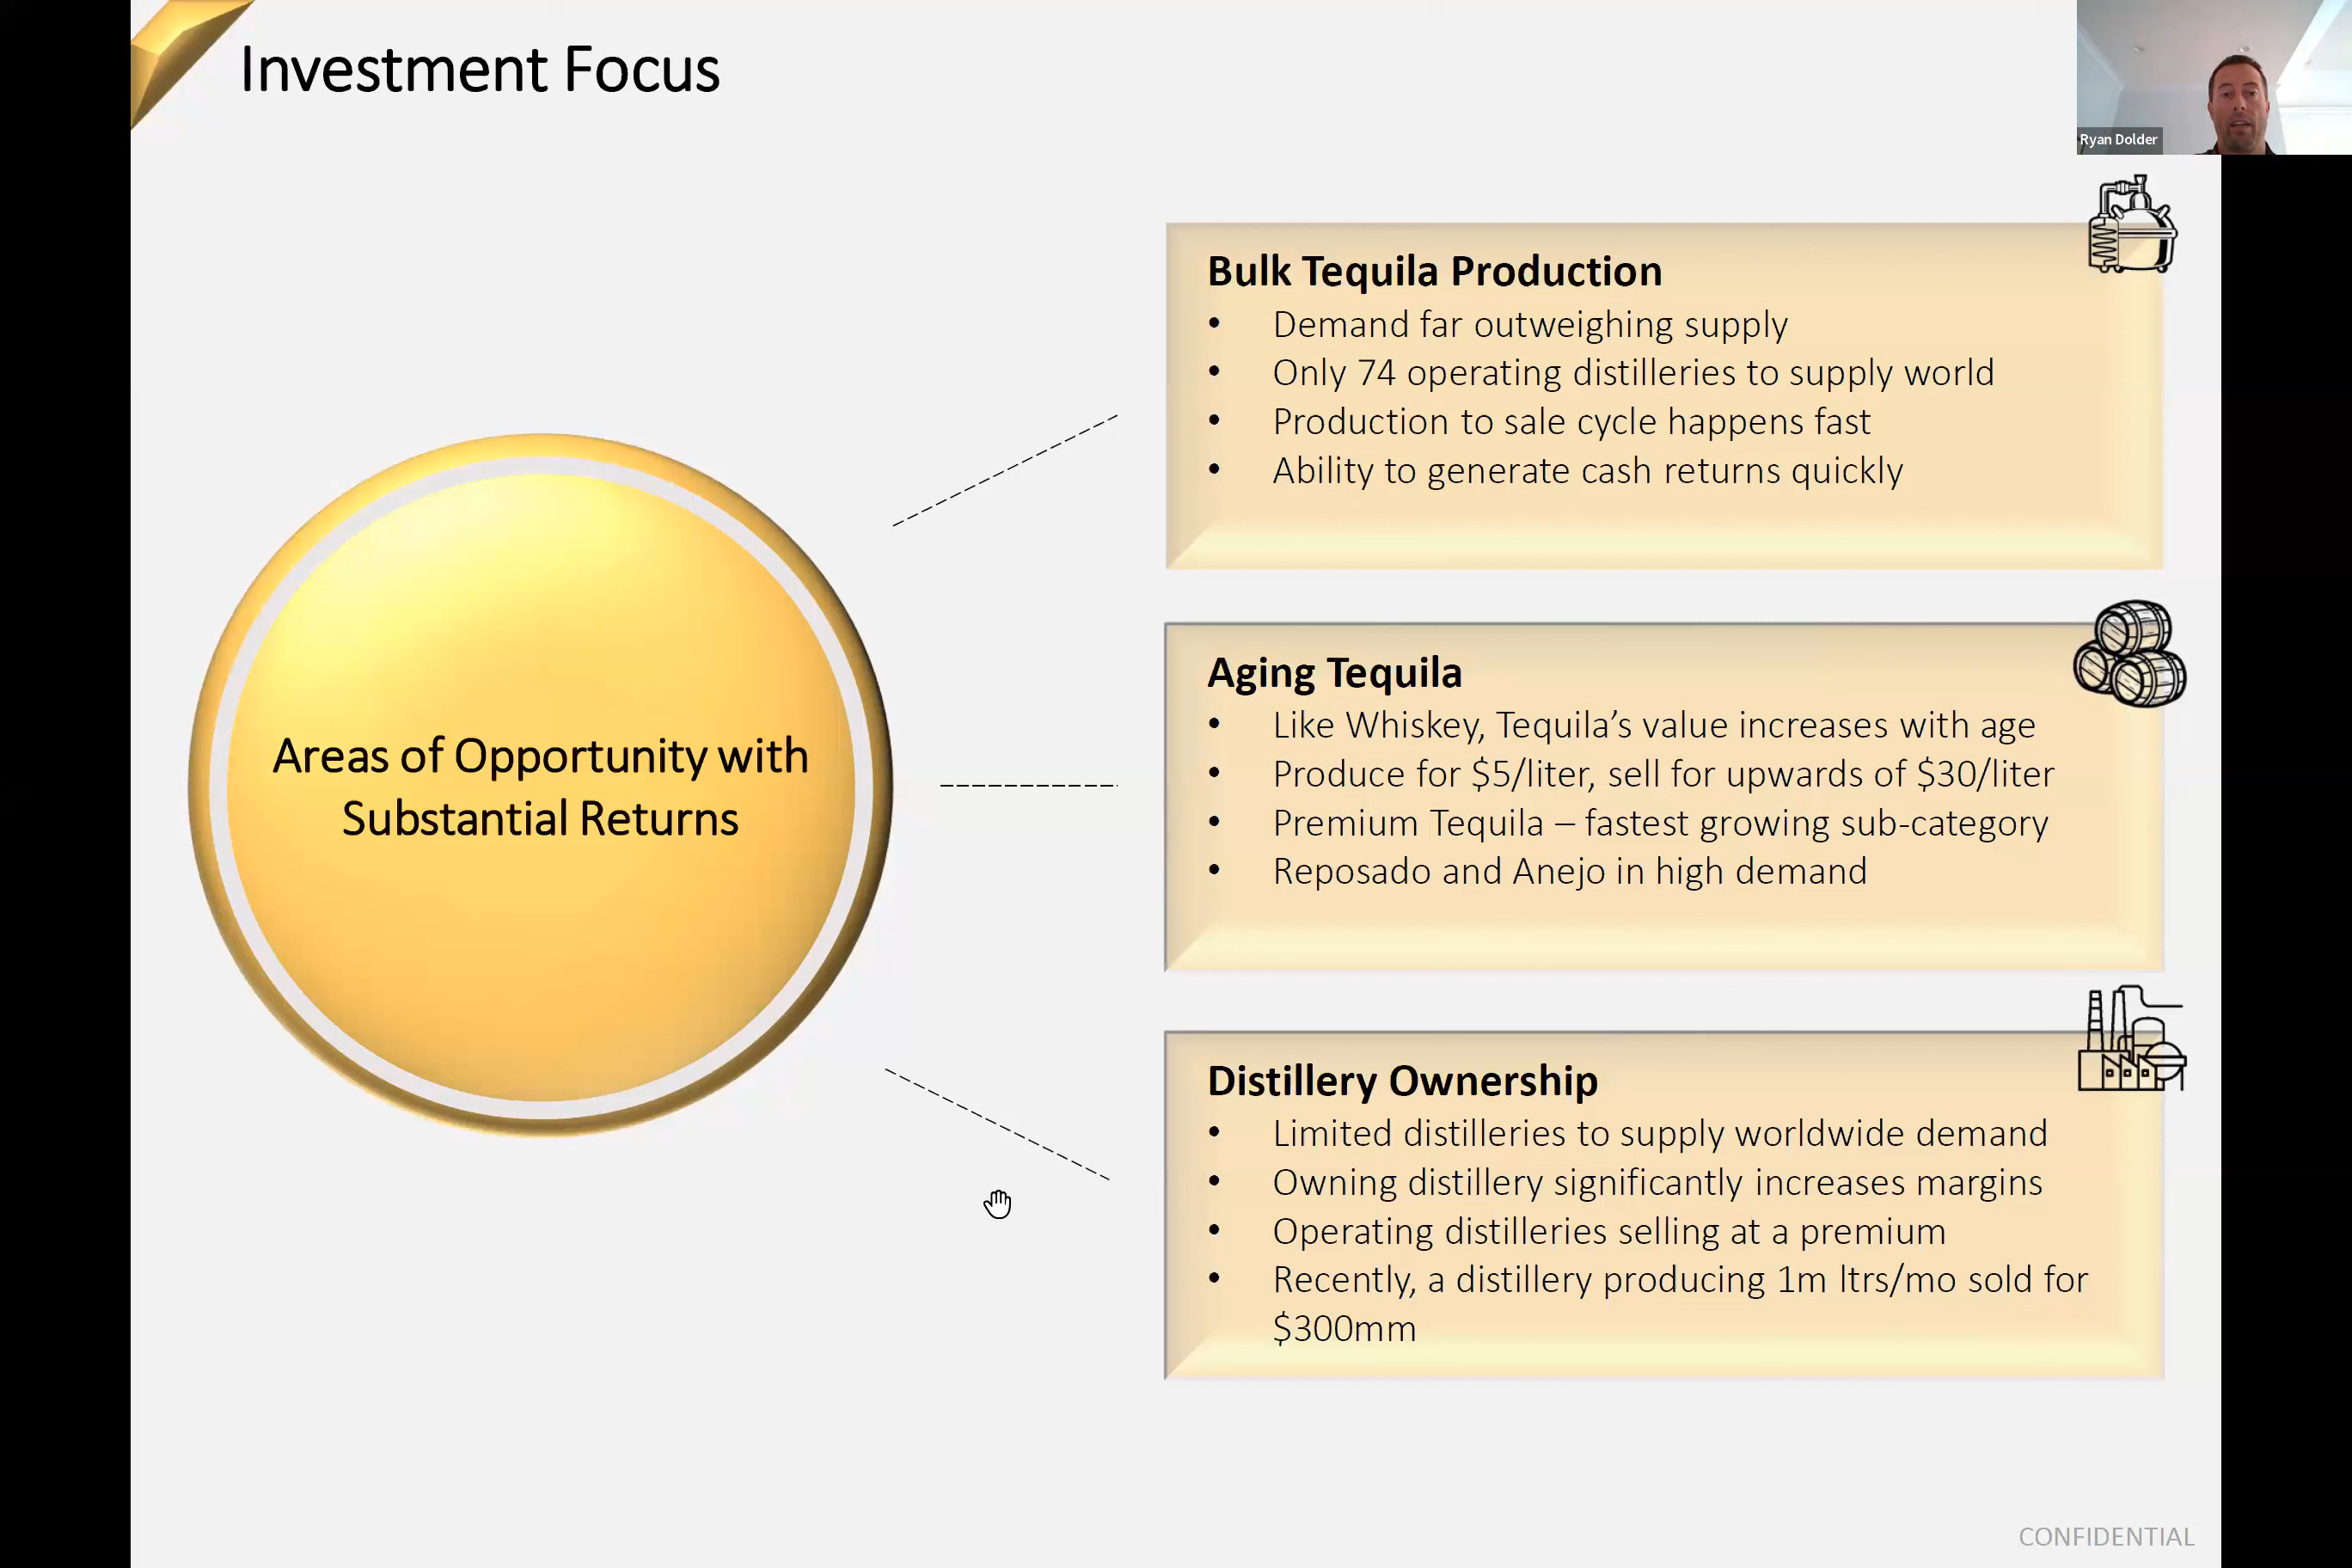 Investment Focus
Ryan Dolder
Bulk Tequila Production
• Demand far outweighing supply
• Only 74 operating distilleries to supply world
• Production to sale cycle happens fast
• Ability to generate cash returns quickly
Areas of Opportunity with
Substantial Returns
Aging Tequila
• Like Whiskey, Tequila’s value increases with age
• Produce for $5/liter, sell for upwards of $30/liter
• Premium Tequila – fastest growing sub-category
• Reposado and Anejo in high demand
Distillery Ownership
• Limited distilleries to supply worldwide demand
• Owning distillery significantly increases margins
• Operating distilleries selling at a premium
• Recently, a distillery producing 1m ltrs/mo sold for
$300mm
CONFIDENTIAL